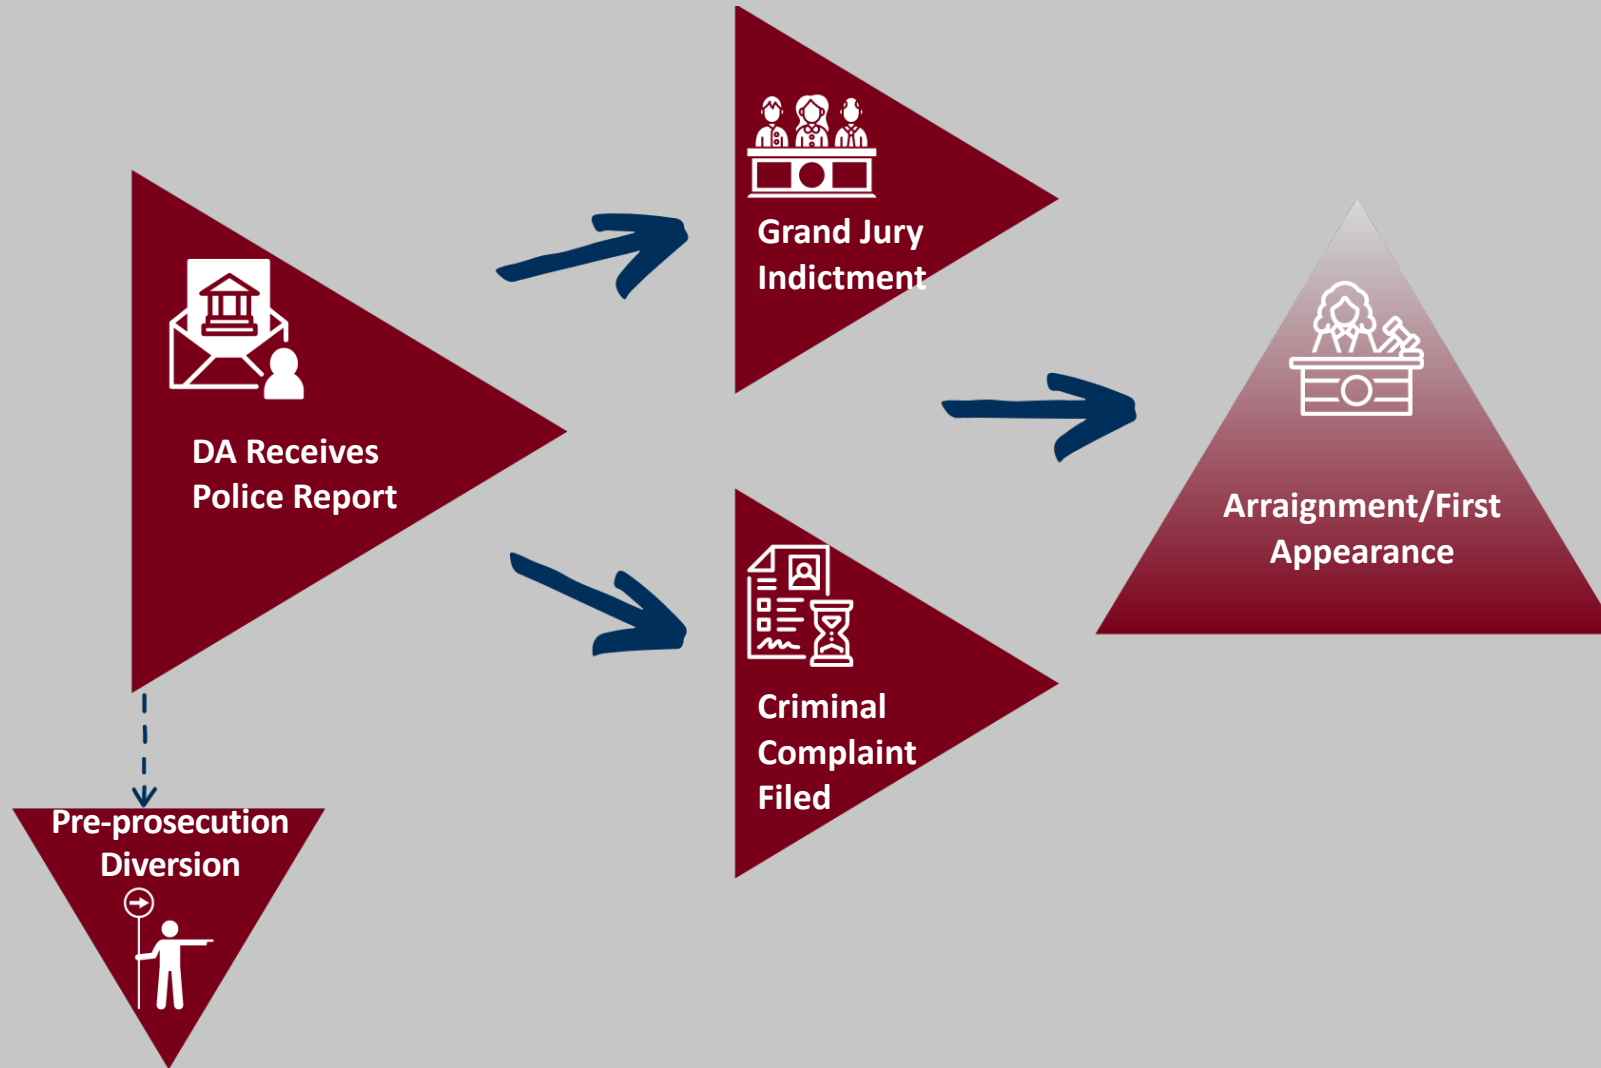 DA Receives
Police Report
Grand Jury
Indictment
Criminal
Complaint
Filed
Arraignment/First
Appearance
Pre-prosecution
Diversion